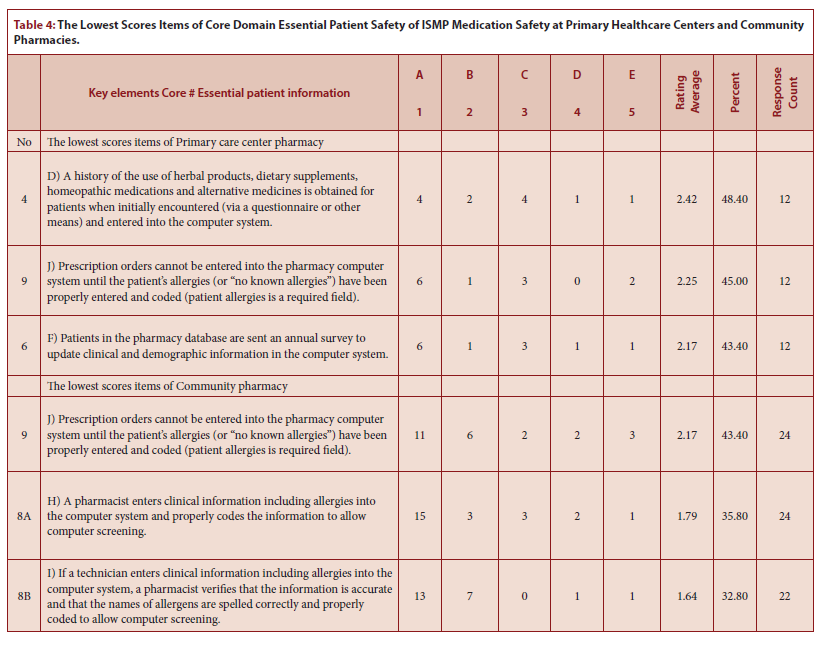 Table 4: The Lowest Scores Items of Core Domain Essential Patient Safety of ISMP Medication Safety at Primary Healthcare Centers and Community
Pharmacies.
Key elements Core # Essential patient information A 1 B 2 C 3 D 4 E 5 Rating Average Percent Response Count
No The lowest scores items of Primary care center pharmacy
D) A history of the use of herbal products, dietary supplements,
homeopathic medications and alternative medicines is obtained for
4 patients when initially encountered (via a questionnaire or other 4 2 4 1 1 2.42 48.40 12
means) and entered into the computer system.
J) Prescription orders cannot be entered into the pharmacy computer
9 system until the patient's allergies (or “no known allergies”) have been 6 1 3 0 2 2.25 45.00 12
properly entered and coded (patient allergies is a required field).
F) Patients in the pharmacy database are sent an annual survey to
6 update clinical and demographic information in the computer system. 6 1 3 1 1 2.17 43.40 12
The lowest scores items of Community pharmacy
J) Prescription orders cannot be entered into the pharmacy computer
9 system until the patient's allergies (or “no known allergies”) have been 11 6 2 2 3 2.17 43.40 24
properly entered and coded (patient allergies is required field).
H) A pharmacist enters clinical information including allergies into
8A the computer system and properly codes the information to allow 15 3 3 2 1 1.79 35.80 24
computer screening.
I) If a technician enters clinical information including allergies into the
computer system, a pharmacist verifies that the information is accurate
8B and that the names of allergens are spelled correctly and properly 13 7 0 1 1 1.64 32.80 22
coded to allow computer screening.